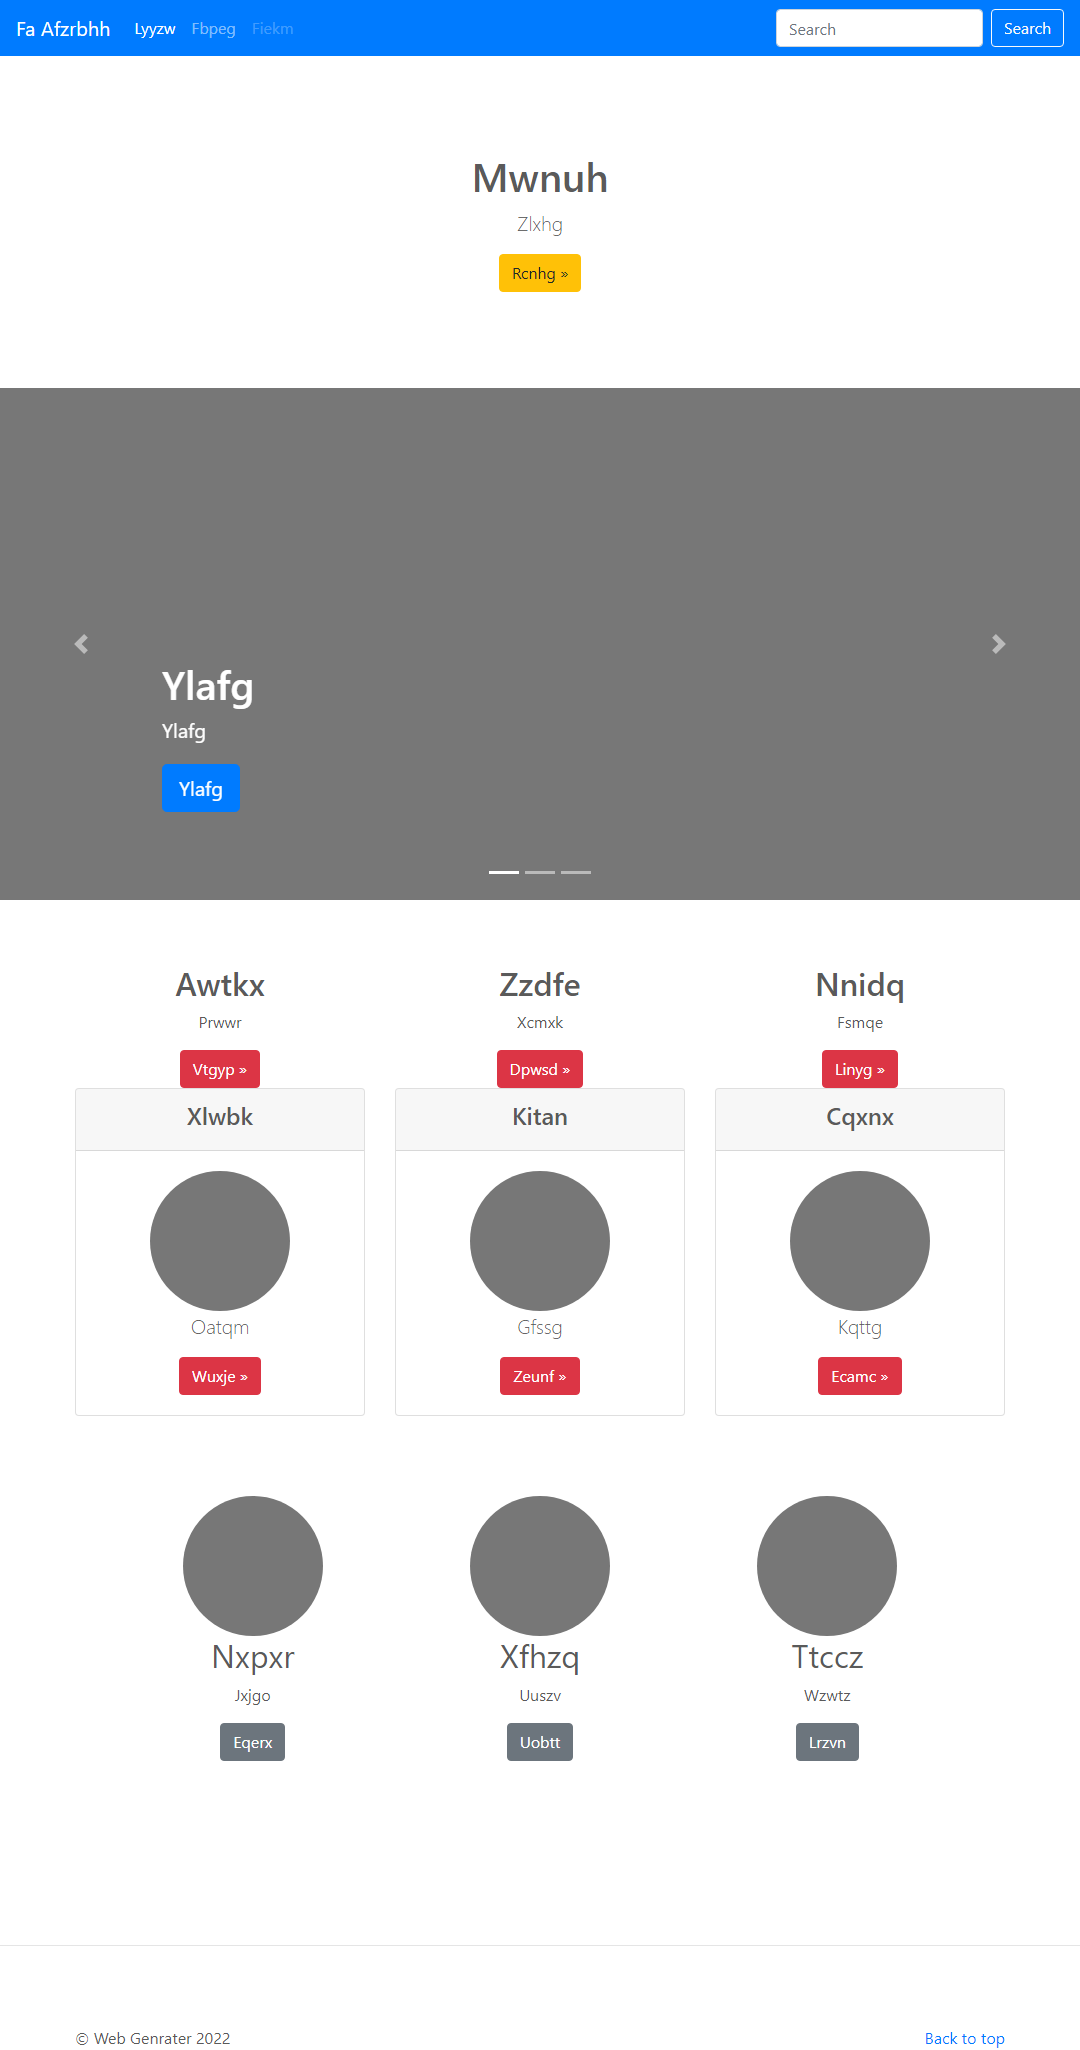 Fa Afzrbhh Lyyzw Fbpeg Fiekm Search Search
Mwnuh
Zlxhg
Rcnhg »
Ylafg
Ylafg
Ylafg
Awtkx Zzdfe Nnidq
Prwwr Xcmxk Fsmqe
Vtgyp » Dpwsd » Linyg »
Xlwbk Kitan Cqxnx
Oatqm Gfssg Kqttg
Wuxje » Zeunf » Ecamc »
Nxpxr Xfhzq Ttccz
Jxjgo Uuszv Wzwtz
Eqerx Uobtt Lrzvn
© Web Genrater 2022 Back to top